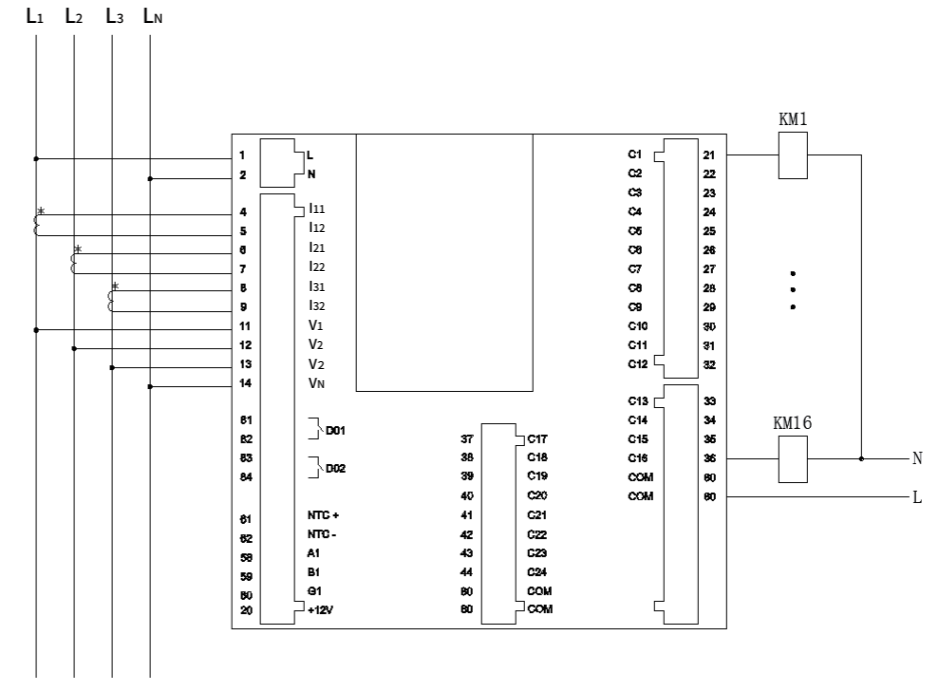 L1 L2 L3 LN
KM1
1 L C1 21
2 N C2 22
C3 23
4 I11 C4 24
5 I12 C5 25
6 I21 C6 26
7 I22 C7 27
8 I31 C8 28
9 I32 C9 29
11 V1 C10 30
12 V2 C11 31
13 V2 C12 32
14 VN
C13 33
81 D01 C14 34 KM16
82 37 C17 C15 35
83 D02 38 C18 C16 36 N
84 39 C19 COM 80
40 C20 COM 80 L
61 NTC + 41 C21
62 NTC - 42 C22
58 A1 43 C23
59 B1 44 C24
60 G1 80 COM
20 +12V 80 COM